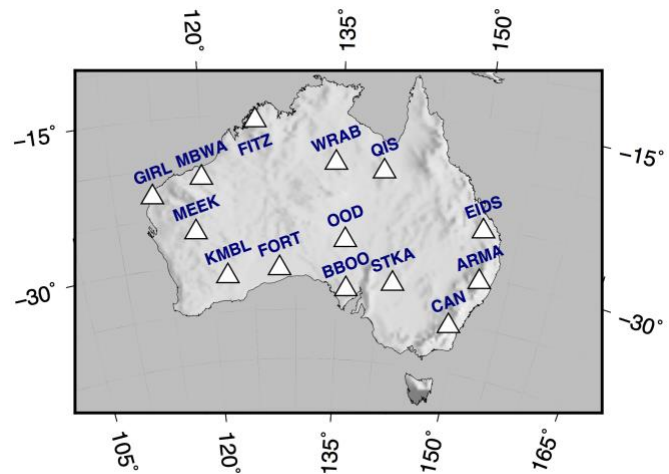 120° 135° 150°
−15° −15°
FITZ
WRAB
MBWA
QIS
GIRL
MEEK
EIDS
OOD
FORT
KMBL
BBOO
STKA
ARMA
CAN
−30° −30°
105° 120° 135° 150° 165°